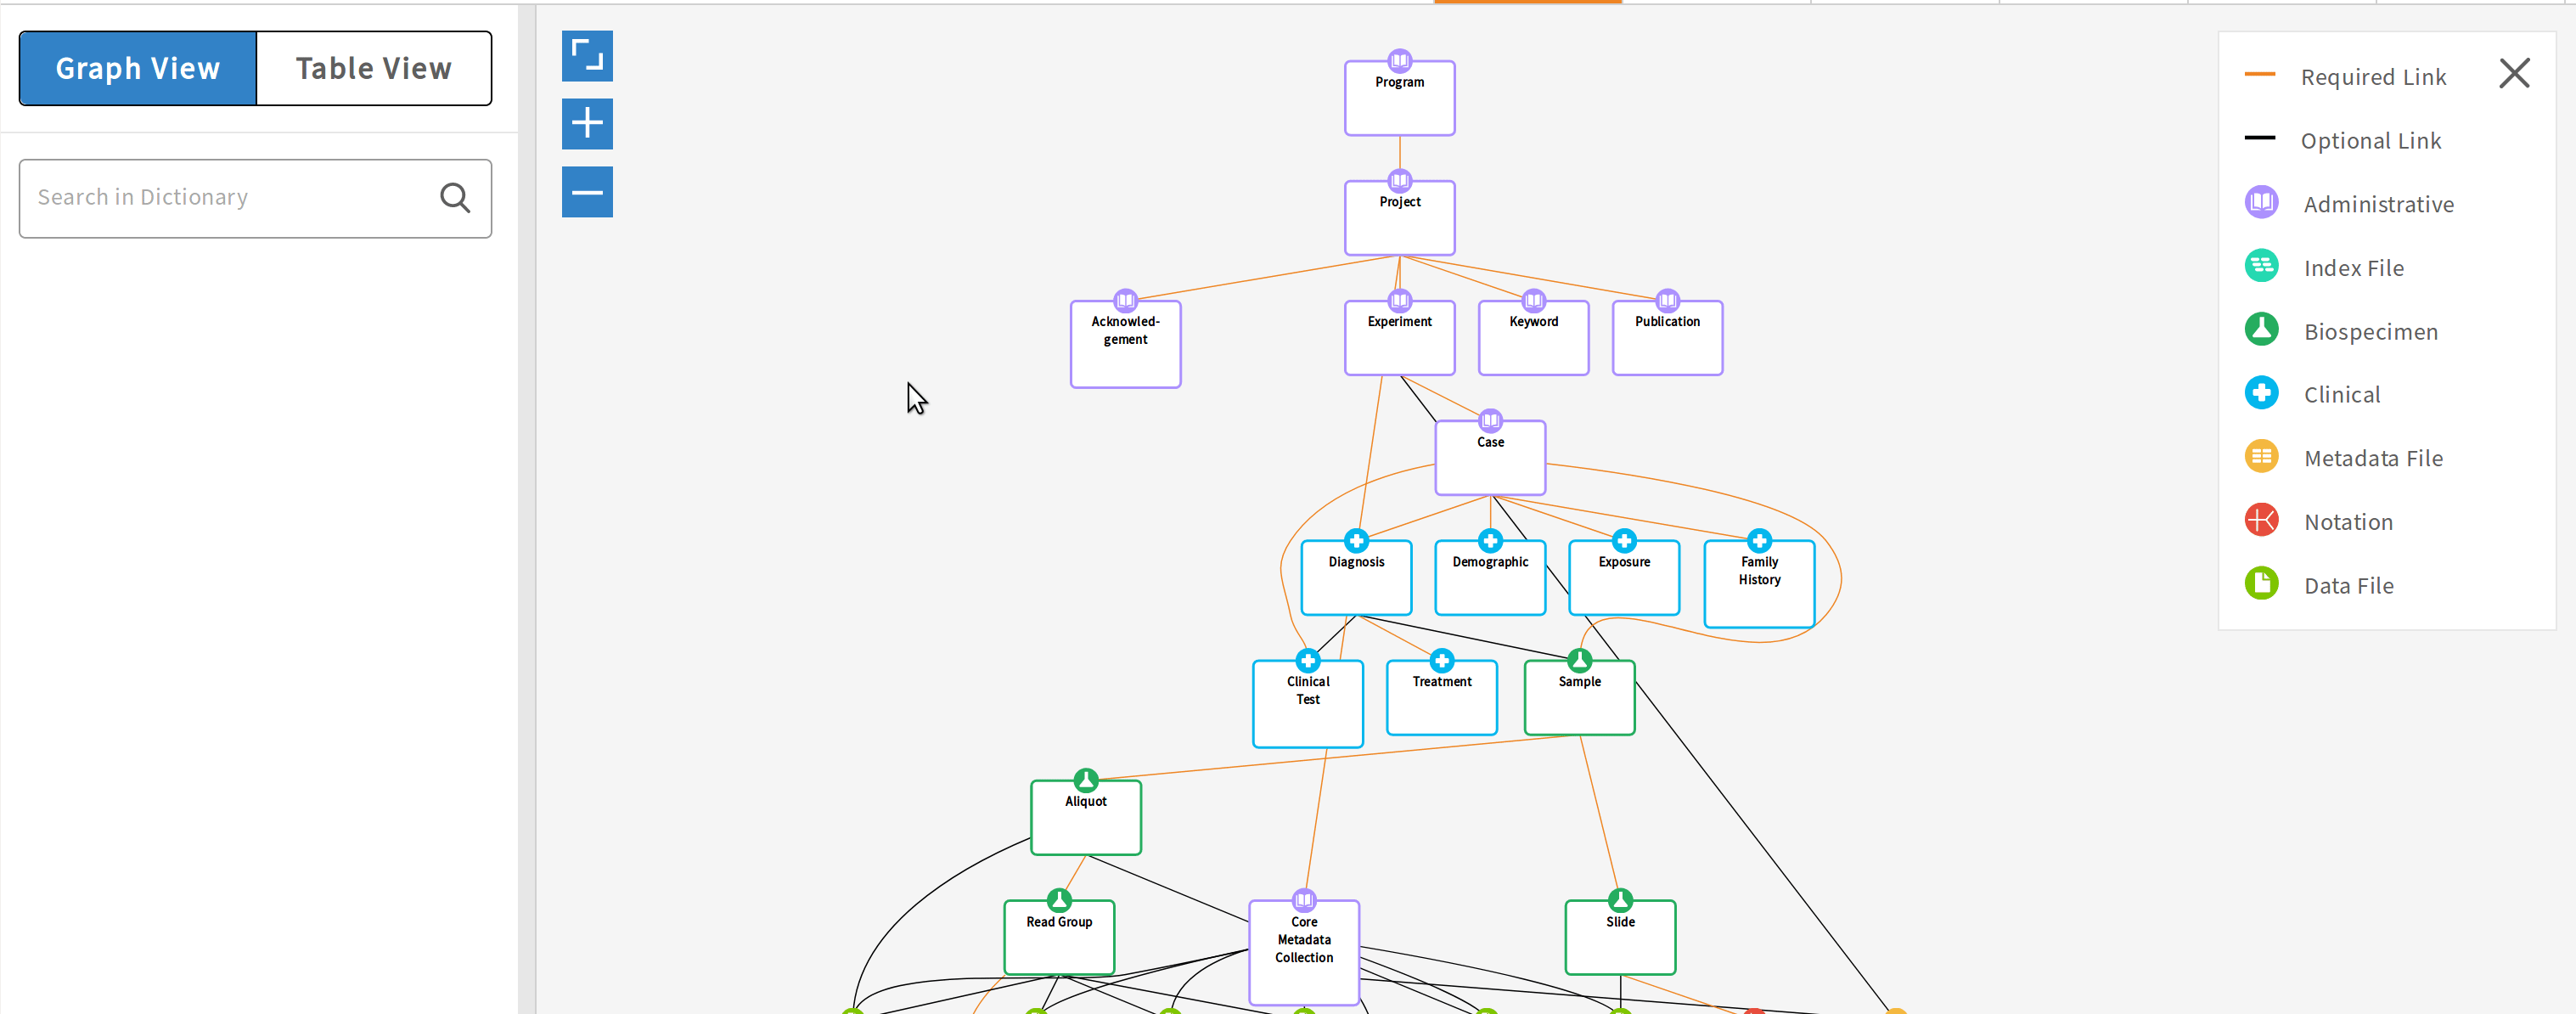 Graph View
Table View
Search in Dictionary
Program
Project
Acknowled-
gement
Experiment
Keyword
Publication
Case
Diagnosis
Demographic
Exposure
Family
History
Clinical
Test
Treatment
Sample
Aliquot
Read Group
Core
Metadata
Collection
Slide
Required Link
Optional Link
Administrative
Index File
Biospecimen
Clinical
Metadata File
Notation
Data File